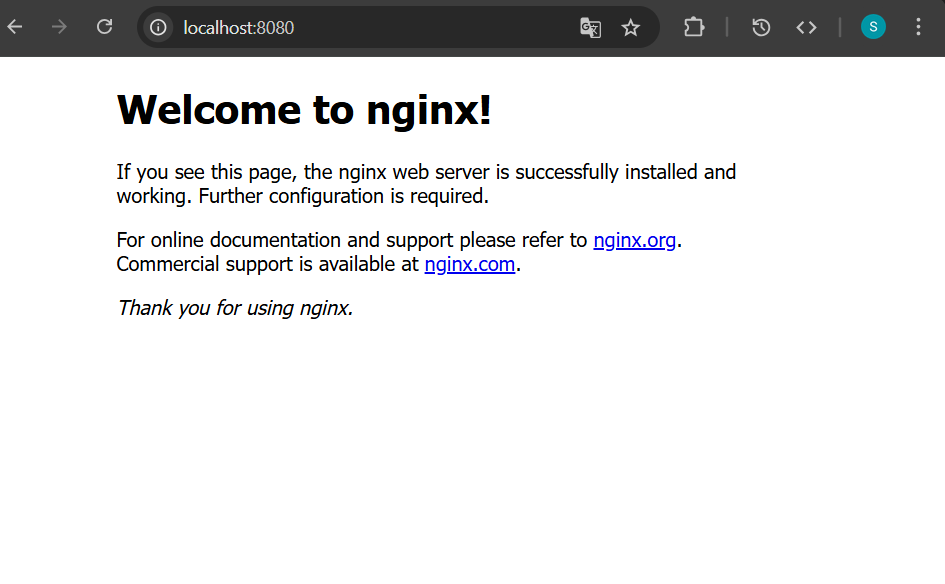 localhost:8080
S
Welcome to nginx!
If you see this page, the nginx web server is successfully installed and
working. Further configuration is required.
For online documentation and support please refer to nginx.org.
Commercial support is available at nginx.com.
Thank you for using nginx.